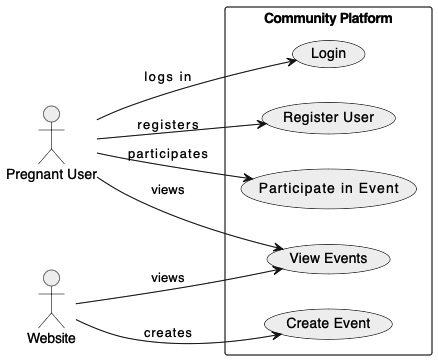 Community Platform
Login
logs in
Register User
registers
participates
Pregnant User
Participate in Event
views
View Events
views
Website
creates
Create Event